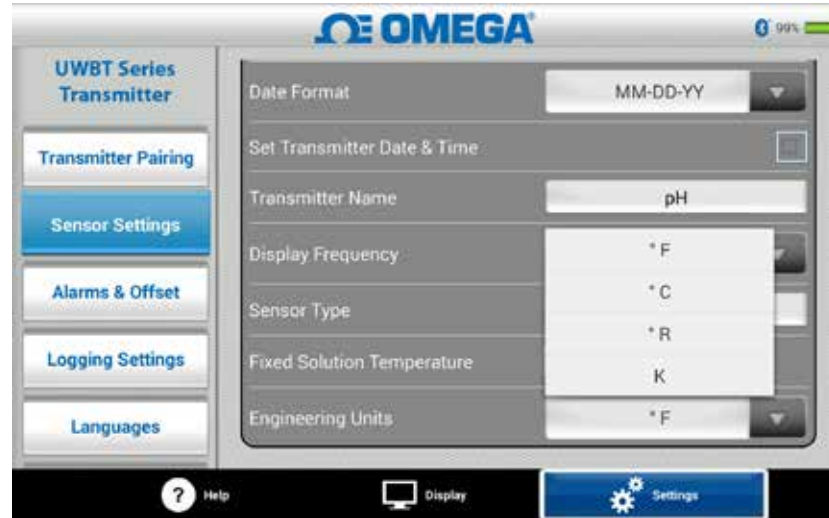 ΩE OMEGA®
99%
UWBT Series
Transmitter
Transmitter Pairing
Sensor Settings
Alarms & Offset
Logging Settings
Languages
Date Format
MM-DD-YY
Set Transmitter Date & Time
Transmitter Name
pH
Display Frequency
Sensor Type
Fixed Solution Temperature
Engineering Units
° F
° C
° R
K
° F
? Help
Display
Settings